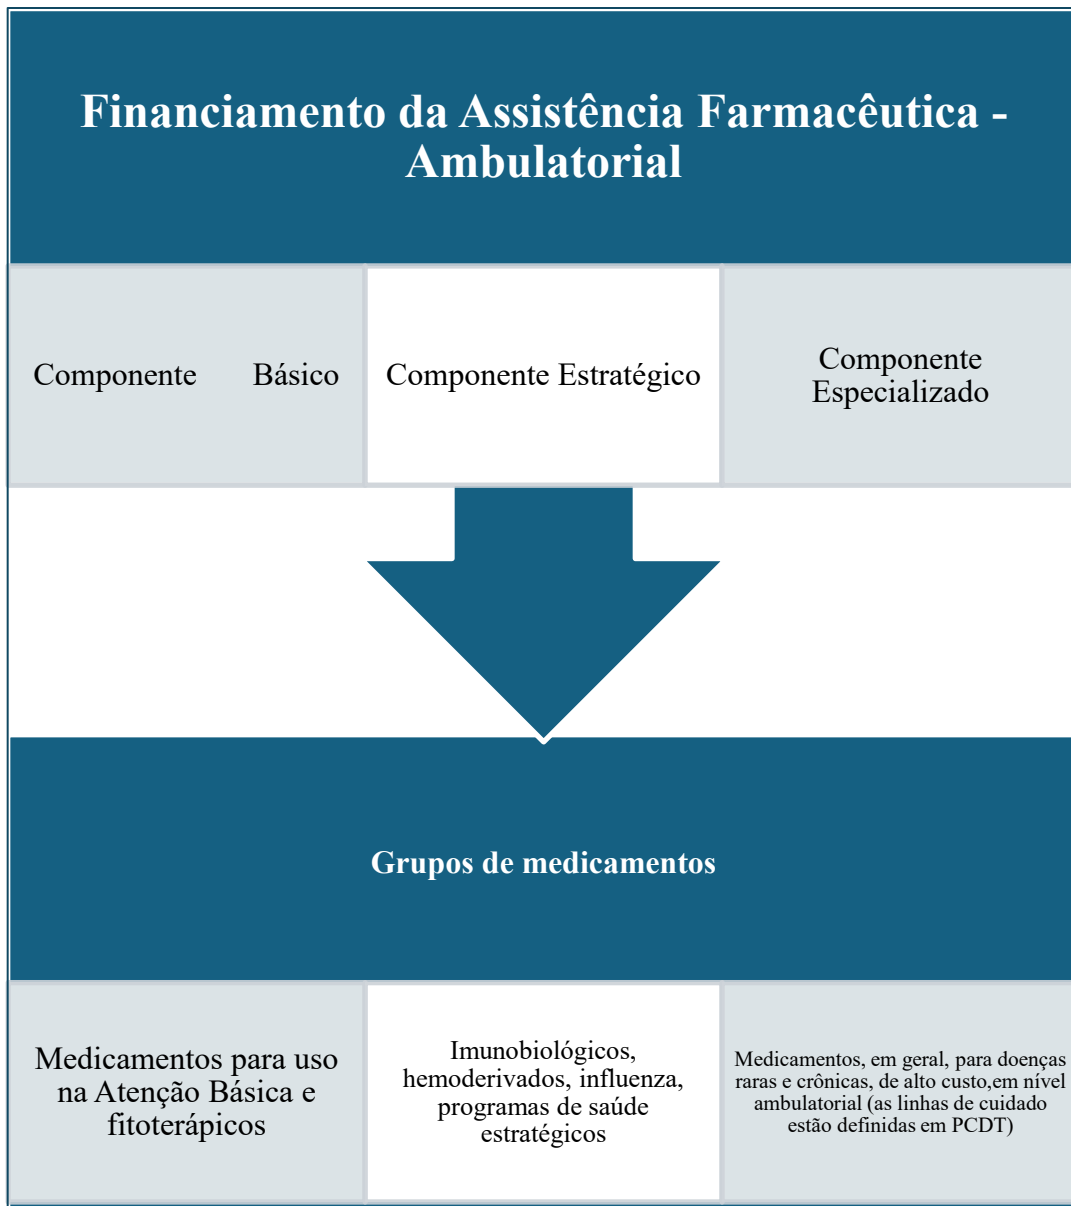 Financiamento da Assistência Farmacêutica -
Ambulatorial
Componente Básico
Componente Estratégico
Componente
Especializado
Grupos de medicamentos
Medicamentos para uso
na Atenção Básica e
fitoterápicos
Imunobiológicos,
hemoderivados, influenza,
programas de saúde
estratégicos
Medicamentos, em geral, para doenças
raras e crônicas, de alto custo,em nível
ambulatorial (as linhas de cuidado
estão definidas em PCDT)